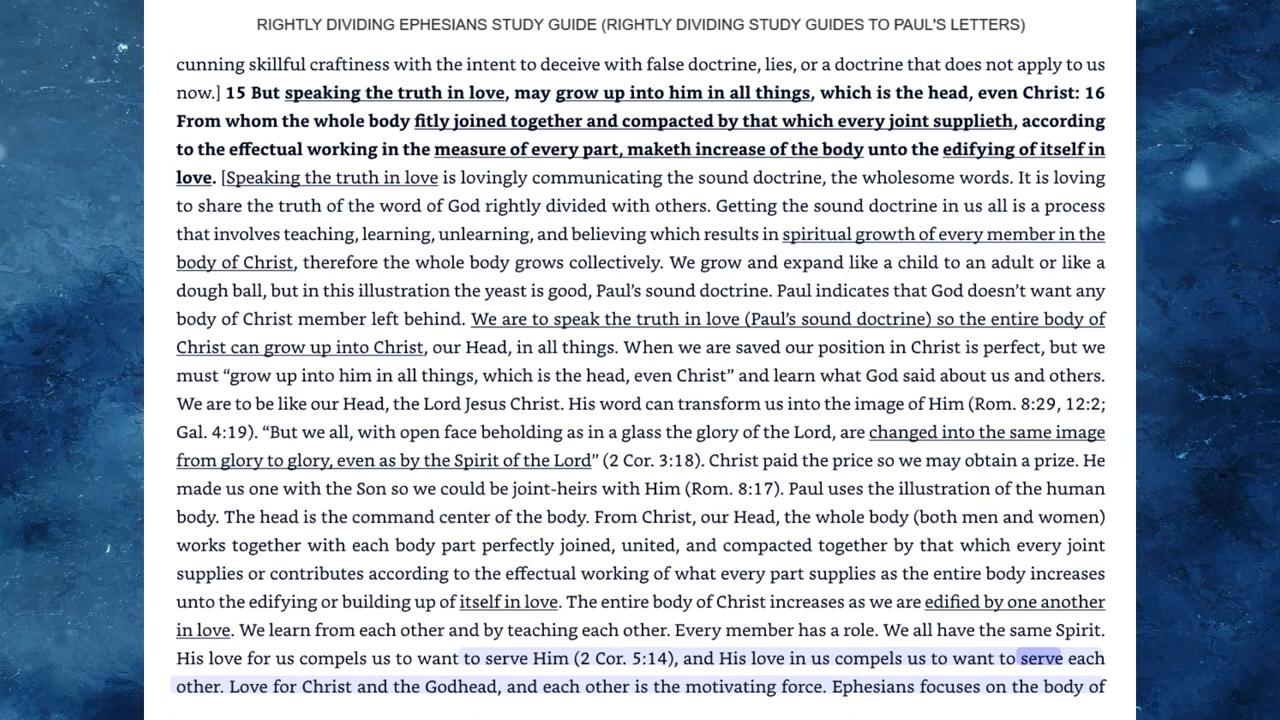 RIGHTLY DIVIDING EPHESIANS STUDY GUIDE (RIGHTLY DIVIDING STUDY GUIDES TO PAUL'S LETTERS)
cunning skillful craftiness with the intent to deceive with false doctrine, lies, or a doctrine that does not apply to us
now.] 15 But speaking the truth in love, may grow up into him in all things, which is the head, even Christ: 16
From whom the whole body fitly joined together and compacted by that which every joint supplieth, according
to the effectual working in the measure of every part, maketh increase of the body unto the edifying of itself in
love. [Speaking the truth in love is lovingly communicating the sound doctrine, the wholesome words. It is loving
to share the truth of the word of God rightly divided with others. Getting the sound doctrine in us all is a process
that involves teaching, learning, unlearning, and believing which results in spiritual growth of every member in the
body of Christ, therefore the whole body grows collectively. We grow and expand like a child to an adult or like a
dough ball, but in this illustration the yeast is good, Paul’s sound doctrine. Paul indicates that God doesn’t want any
body of Christ member left behind. We are to speak the truth in love (Paul’s sound doctrine) so the entire body of
Christ can grow up into Christ, our Head, in all things. When we are saved our position in Christ is perfect, but we
must “grow up into him in all things, which is the head, even Christ” and learn what God said about us and others.
We are to be like our Head, the Lord Jesus Christ. His word can transform us into the image of Him (Rom. 8:29, 12:2;
Gal. 4:19). “But we all, with open face beholding as in a glass the glory of the Lord, are changed into the same image
from glory to glory, even as by the Spirit of the Lord” (2 Cor. 3:18). Christ paid the price so we may obtain a prize. He
made us one with the Son so we could be joint-heirs with Him (Rom. 8:17). Paul uses the illustration of the human
body. The head is the command center of the body. From Christ, our Head, the whole body (both men and women)
works together with each body part perfectly joined, united, and compacted together by that which every joint
supplies or contributes according to the effectual working of what every part supplies as the entire body increases
unto the edifying or building up of itself in love. The entire body of Christ increases as we are edified by one another
in love. We learn from each other and by teaching each other. Every member has a role. We all have the same Spirit.
His love for us compels us to want to serve Him (2 Cor. 5:14), and His love in us compels us to want to serve each
other. Love for Christ and the Godhead, and each other is the motivating force. Ephesians focuses on the body of